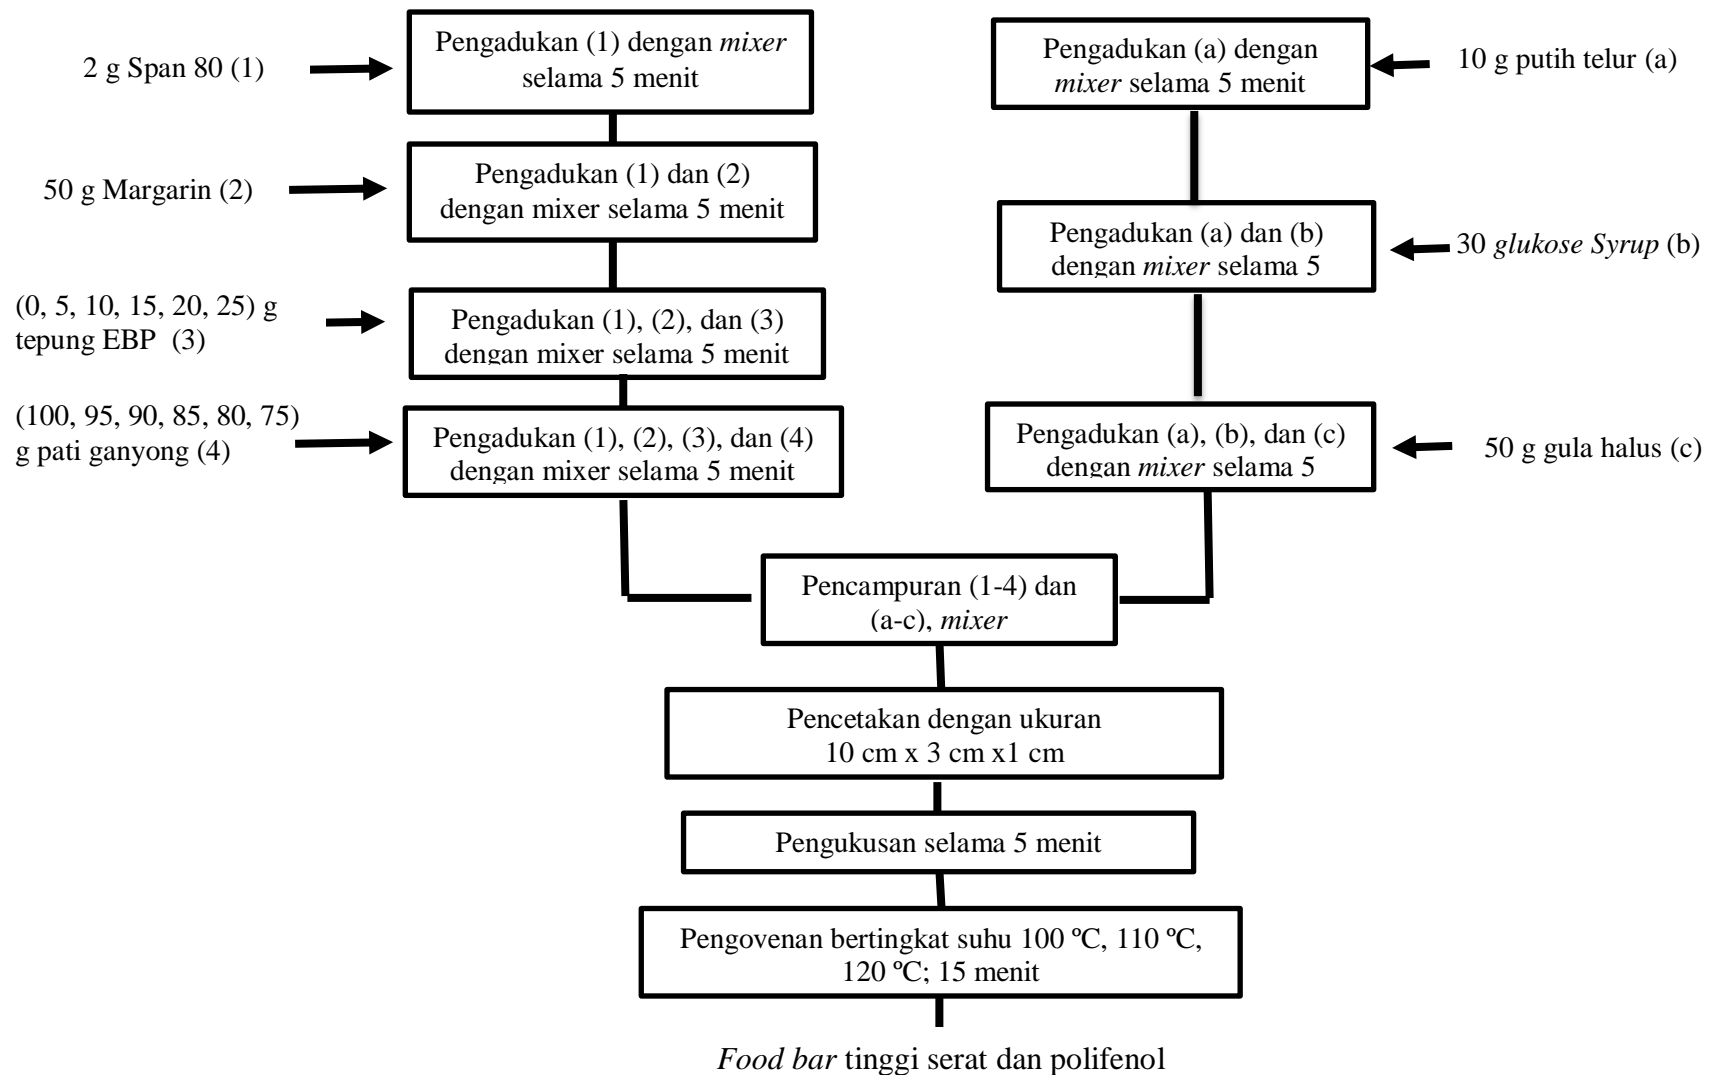 2 g Span 80 (1)
Pengadukan (1) dengan mixer
selama 5 menit
50 g Margarin (2)
Pengadukan (1) dan (2)
dengan mixer selama 5 menit
(0, 5, 10, 15, 20, 25) g
tepung EBP (3)
Pengadukan (1), (2), dan (3)
dengan mixer selama 5 menit
(100, 95, 90, 85, 80, 75)
g pati ganyong (4)
Pengadukan (1), (2), (3), dan (4)
dengan mixer selama 5 menit
Pengadukan (a) dengan
mixer selama 5 menit
10 g putih telur (a)
Pengadukan (a) dan (b)
dengan mixer selama 5
30 glukose Syrup (b)
Pengadukan (a), (b), dan (c)
dengan mixer selama 5
50 g gula halus (c)
Pencampuran (1-4) dan
(a-c), mixer
Pencetakan dengan ukuran
10 cm x 3 cm x1 cm
Pengukusan selama 5 menit
Pengovenan bertingkat suhu 100 ºC, 110 ºC,
120 ºC; 15 menit
Food bar tinggi serat dan polifenol